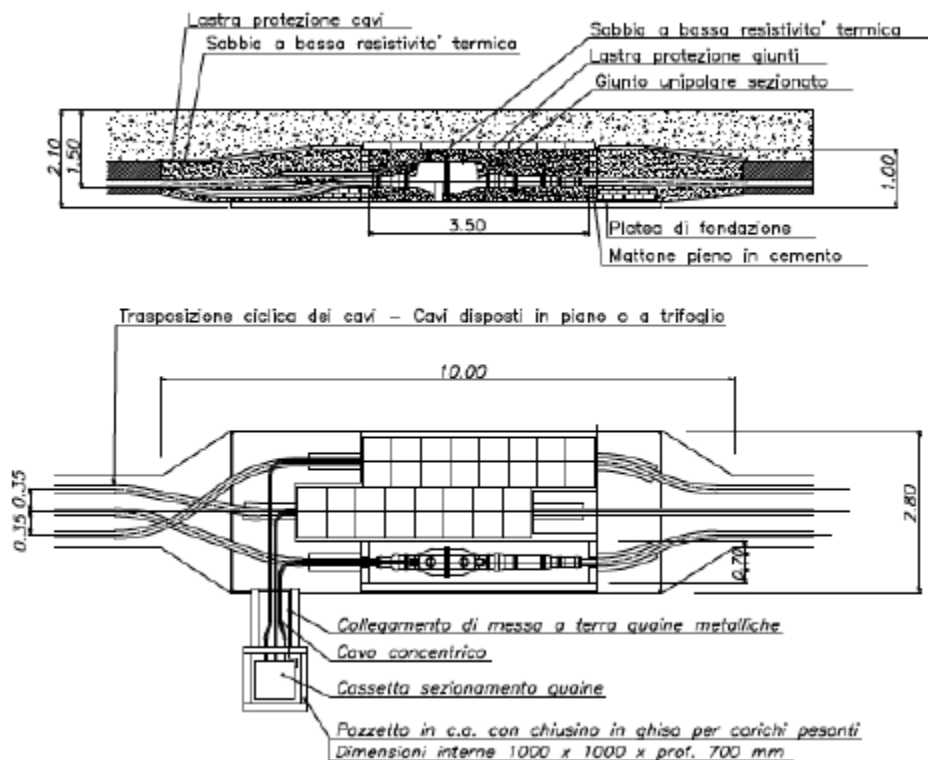 Lastra protezione cavi
Sabbia a bassa resistivita' termica
Sabbia a bassa resistivita' termica
Lastra protezione giunti
Giunto unipolare sezionato
2.10
1.50
1.00
3.50
Platea di fondazione
Mattone pieno in cemento
Trasposizione ciclica dei cavi - Cavi disposti in piano o a trifoglio
10.00
0.35
0.35
2.80
0.70
Collegamento di messa a terra guaine metalliche
Cavo concentrico
Cassetta sezionamento guaine
Pozzetto in c.a. con chiusino in ghisa per carichi pesanti
Dimensioni interne 1000 x 1000 x prof. 700 mm